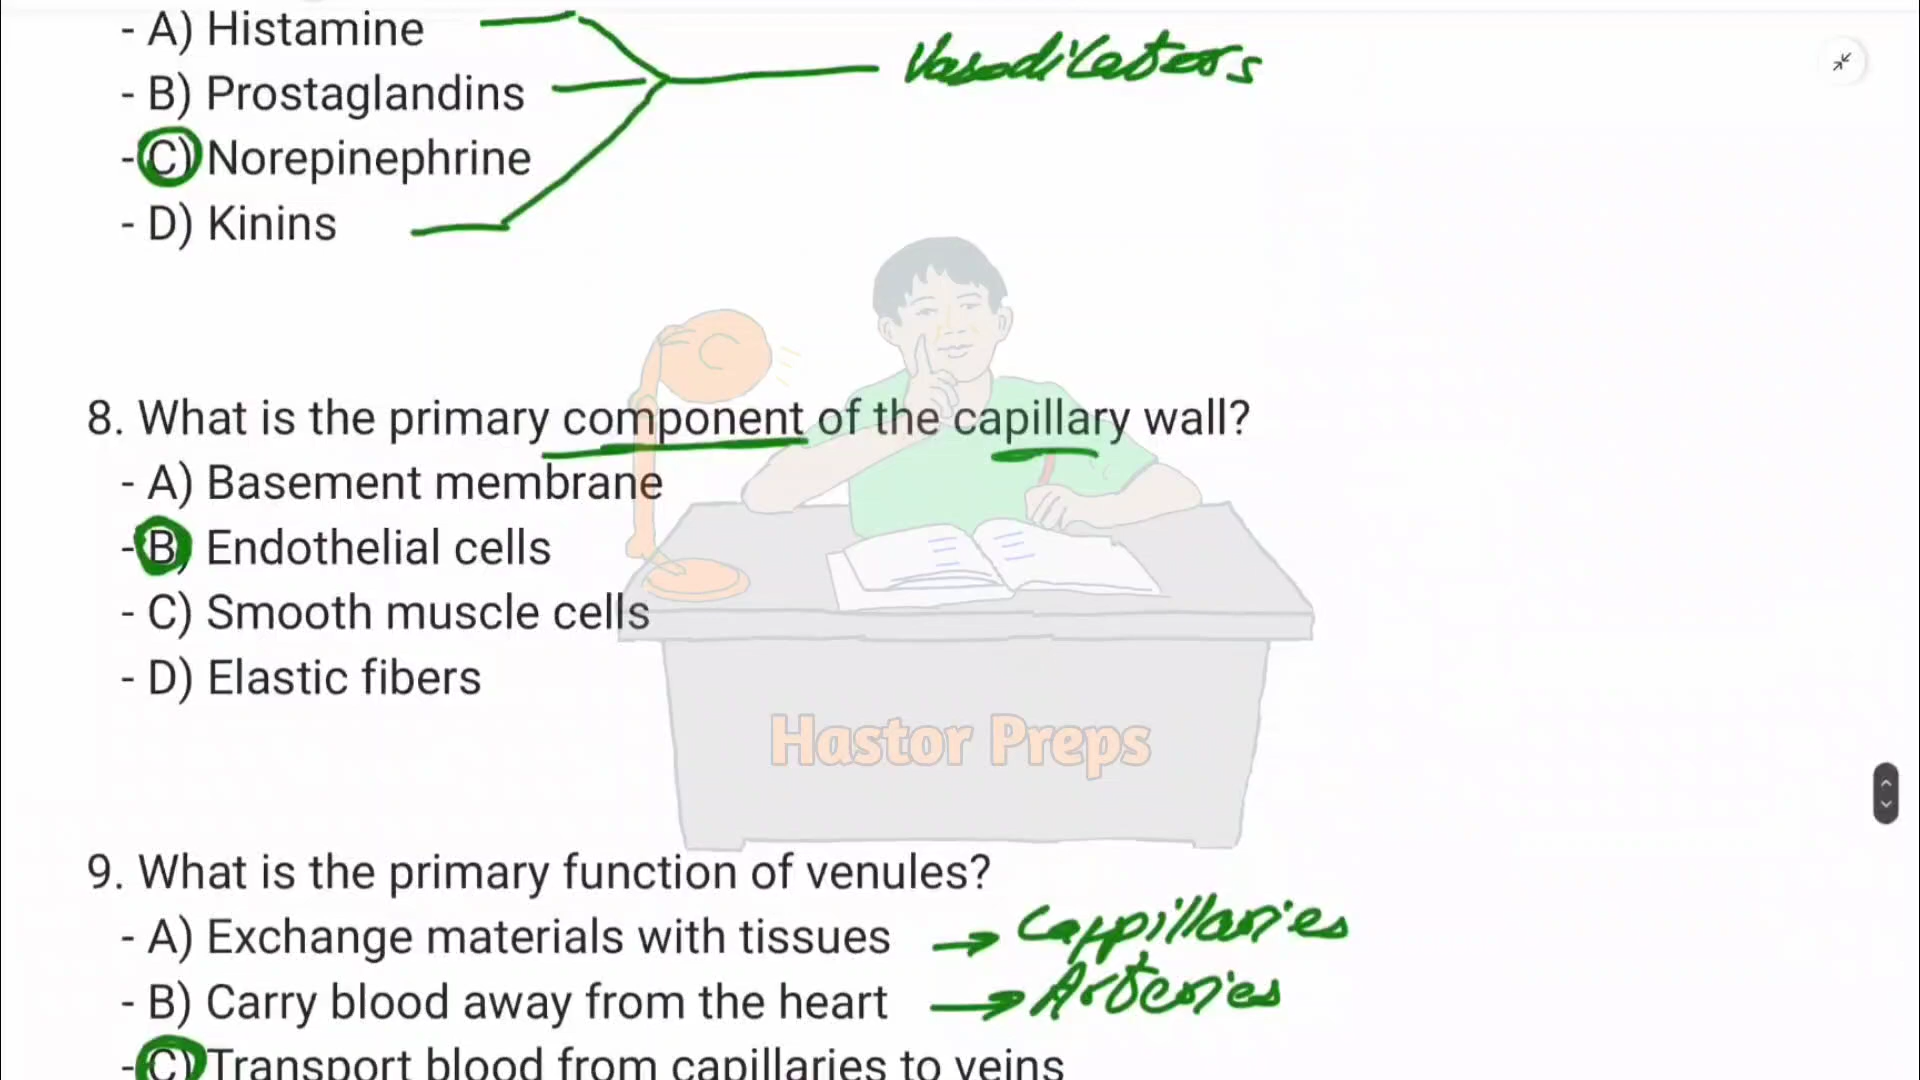 - A) Histamine
Vasodilators
- B) Prostaglandins
- C) Norepinephrine
- D) Kinins
8. What is the primary component of the capillary wall?
- A) Basement membrane
- B) Endothelial cells
- C) Smooth muscle cells
- D) Elastic fibers
Hastor Preps
9. What is the primary function of venules?
- A) Exchange materials with tissues → Cappillaries
- B) Carry blood away from the heart → Arteries
- C) Transport blood from capillaries to veins